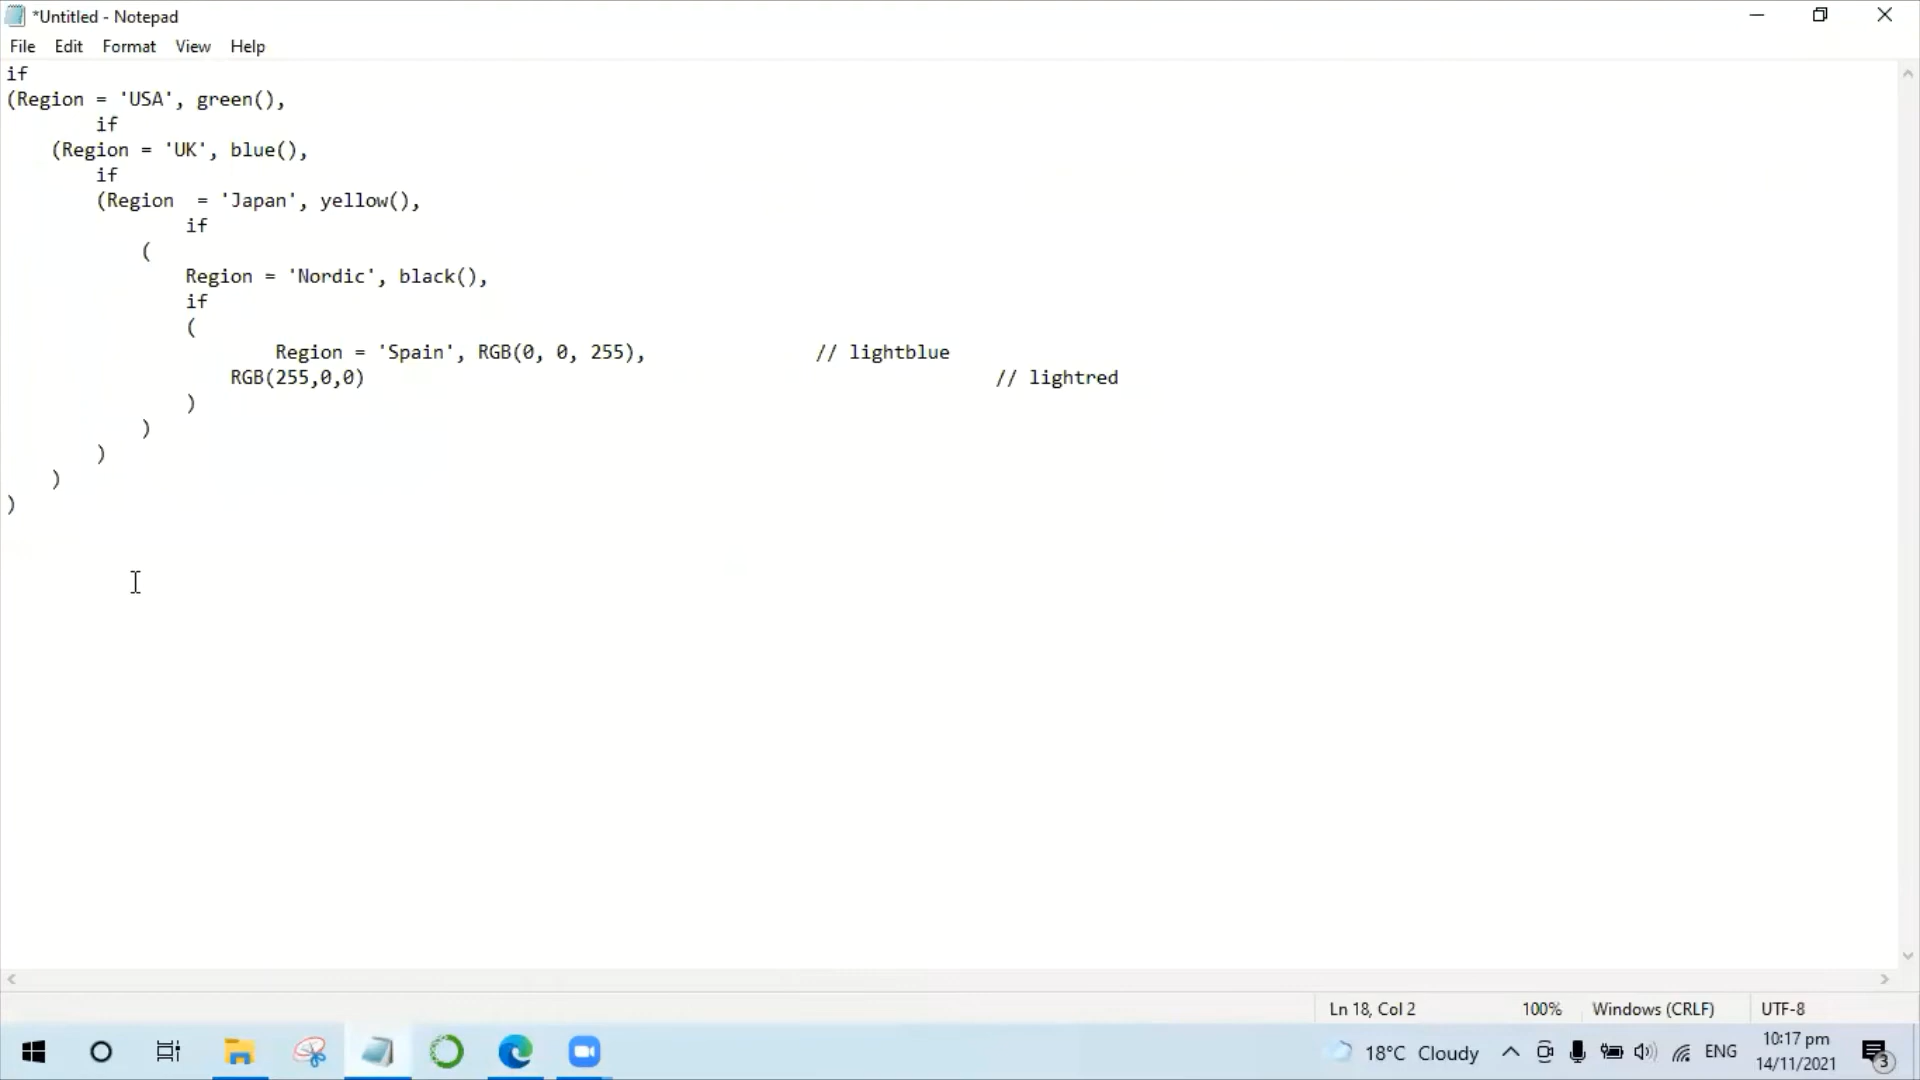 *Untitled - Notepad
File Edit Format View Help
if
(Region = 'USA', green(),
if
(Region = 'UK', blue(),
if
(Region  = 'Japan', yellow(),
if
(
Region = 'Nordic', black(),
if
(
Region = 'Spain', RGB(0, 0, 255), // lightblue
RGB(255,0,0) // lightred
)
)
)
)
)
Ln 18, Col 2 100% Windows (CRLF) UTF-8
18°C Cloudy ENG 10:17 pm
14/11/2021 3